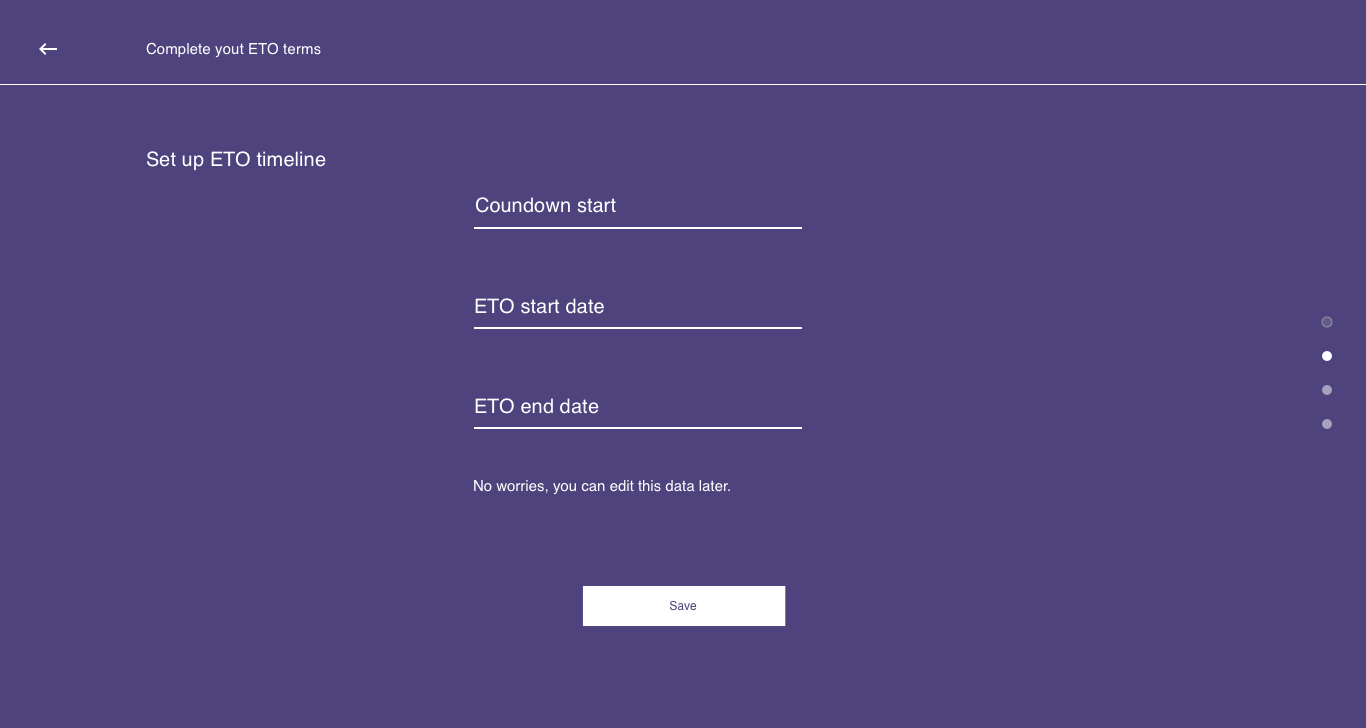 Complete yout ETO terms
Set up ETO timeline
Coundown start
ETO start date
ETO end date
No worries, you can edit this data later.
Save